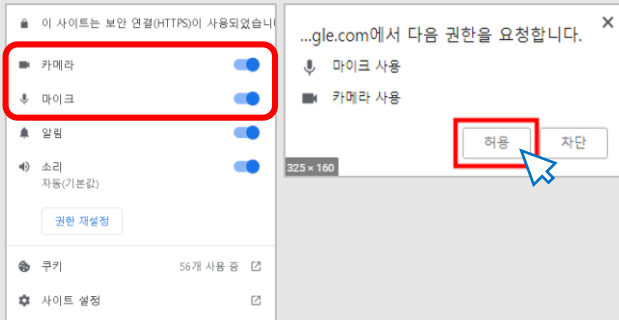 이 사이트는 보안 연결(HTTPS)이 사용되었습니
카메라
마이크
알림
소리
자동(기본값)
권한 재설정
쿠키 56개 사용 중
사이트 설정
...gle.com에서 다음 권한을 요청합니다.
마이크 사용
카메라 사용
허용 차단
325 × 160